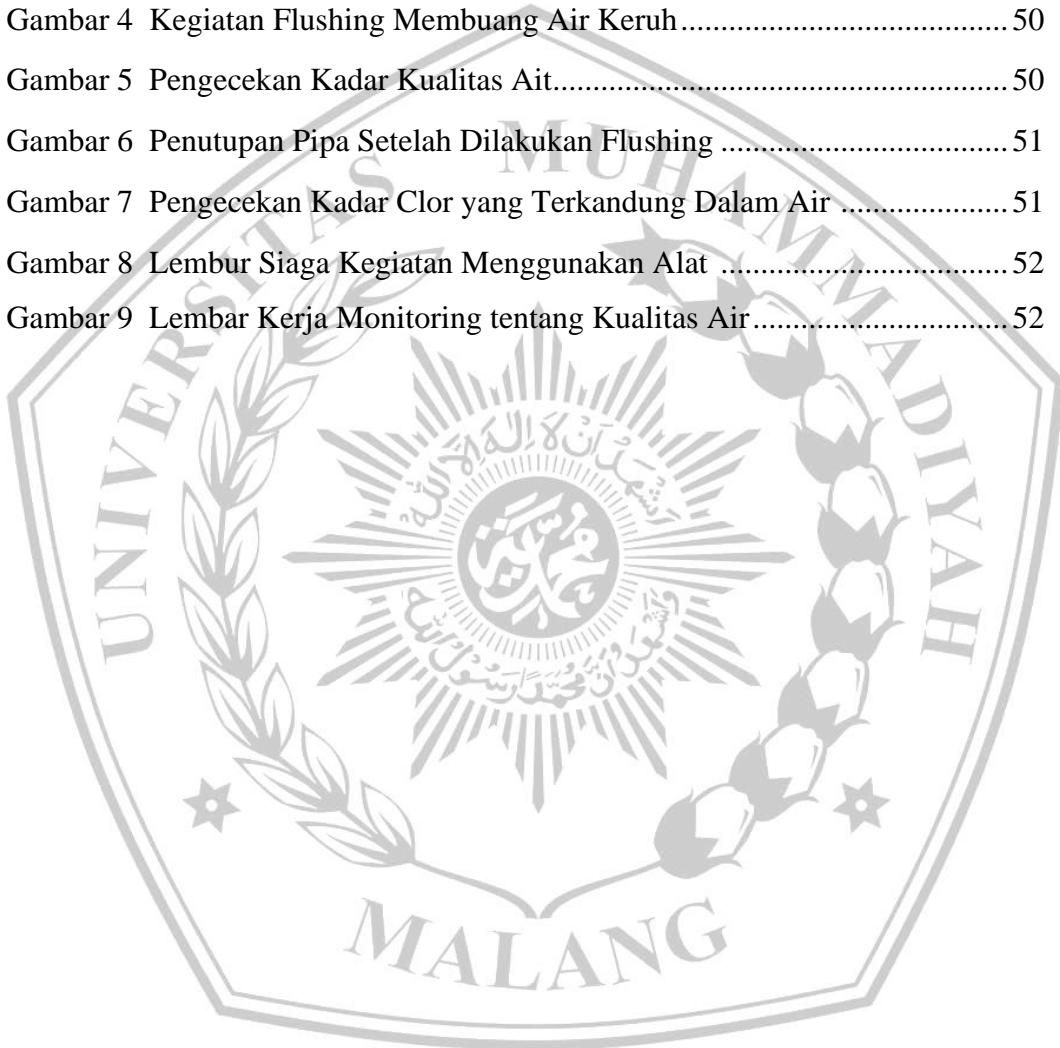 Gambar 4 Kegiatan Flushing Membuang Air Keruh......................................... 50
Gambar 5 Pengecekan Kadar Kualitas Ait......................................................... 50
Gambar 6 Penutupan Pipa Setelah Dilakukan Flushing .................................... 51
Gambar 7 Pengecekan Kadar Clor yang Terkandung Dalam Air ..................... 51
Gambar 8 Lembur Siaga Kegiatan Menggunakan Alat .................................... 52
Gambar 9 Lembar Kerja Monitoring tentang Kualitas Air................................ 52
UNIVERSITAS MUHAMMADIYAH
MALANG